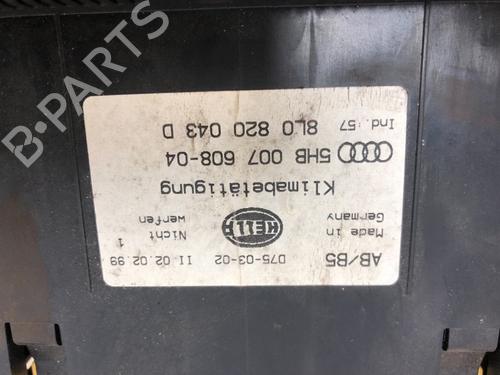 AB/B5 D75-03-02 II 02.02.99
Made in Germany HELLA Nicht werfen 1
Klimabetätigung
5HB 007 608-04
Ind.:57 8L0 820 043 D
B-PARTS